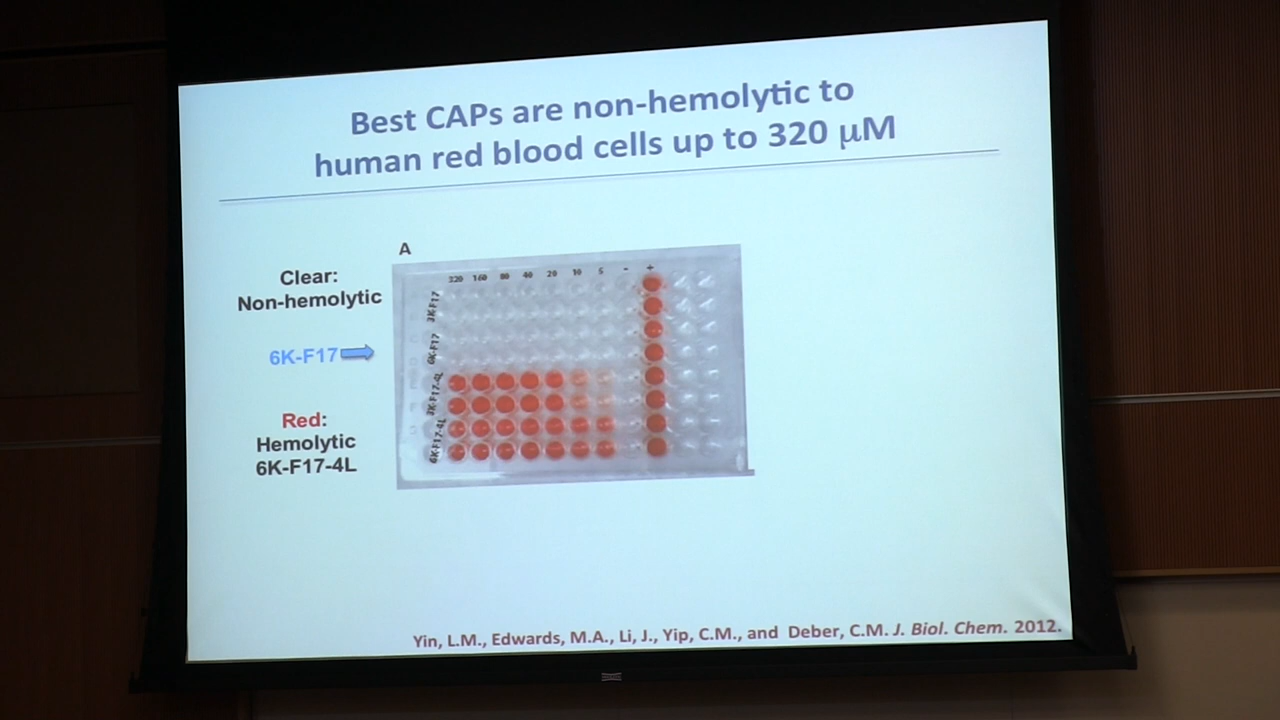 Best CAPs are non-hemolytic to
human red blood cells up to 320 μM
A
Clear:
Non-hemolytic
6K-F17
Red:
Hemolytic
6K-F17-4L
320 160 80 40 20 10 5 - +
3K-F17
6K-F17
3K-F17-4L
6K-F17-4L
Yin, L.M., Edwards, M.A., Li, J., Yip, C.M., and Deber, C.M. J. Biol. Chem. 2012.